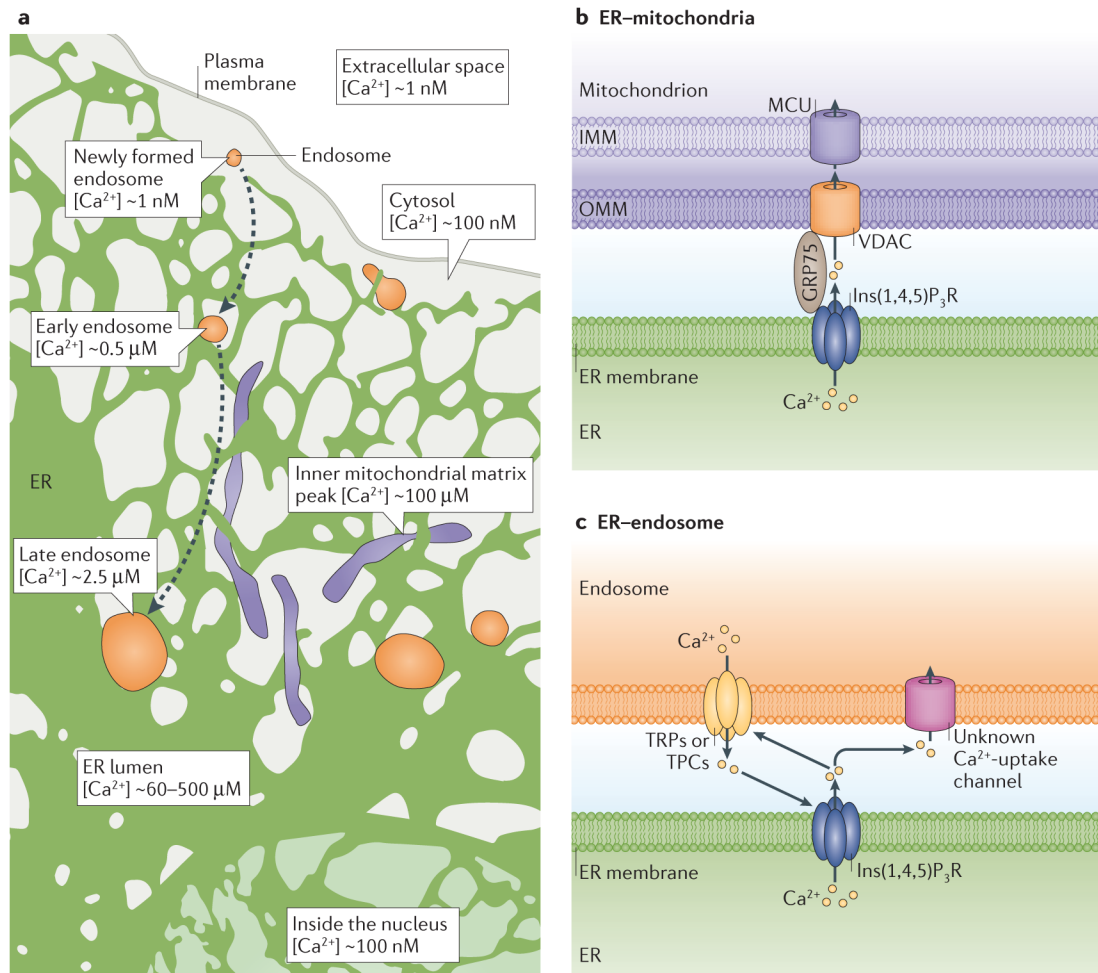 a
Plasma
membrane
Extracellular space
[Ca²⁺] ~1 nM
Newly formed
endosome
[Ca²⁺] ~1 nM
Endosome
Cytosol
[Ca²⁺] ~100 nM
Early endosome
[Ca²⁺] ~0.5 µM
ER
Inner mitochondrial matrix
peak [Ca²⁺] ~100 µM
Late endosome
[Ca²⁺] ~2.5 µM
ER lumen
[Ca²⁺] ~60–500 µM
Inside the nucleus
[Ca²⁺] ~100 nM
b ER–mitochondria
Mitochondrion
MCU
IMM
OMM
VDAC
GRP75
Ins(1,4,5)P₃R
ER membrane
Ca²⁺
ER
c ER–endosome
Endosome
Ca²⁺
TRPs or
TPCs
Unknown
Ca²⁺-uptake
channel
ER membrane
Ins(1,4,5)P₃R
Ca²⁺
ER